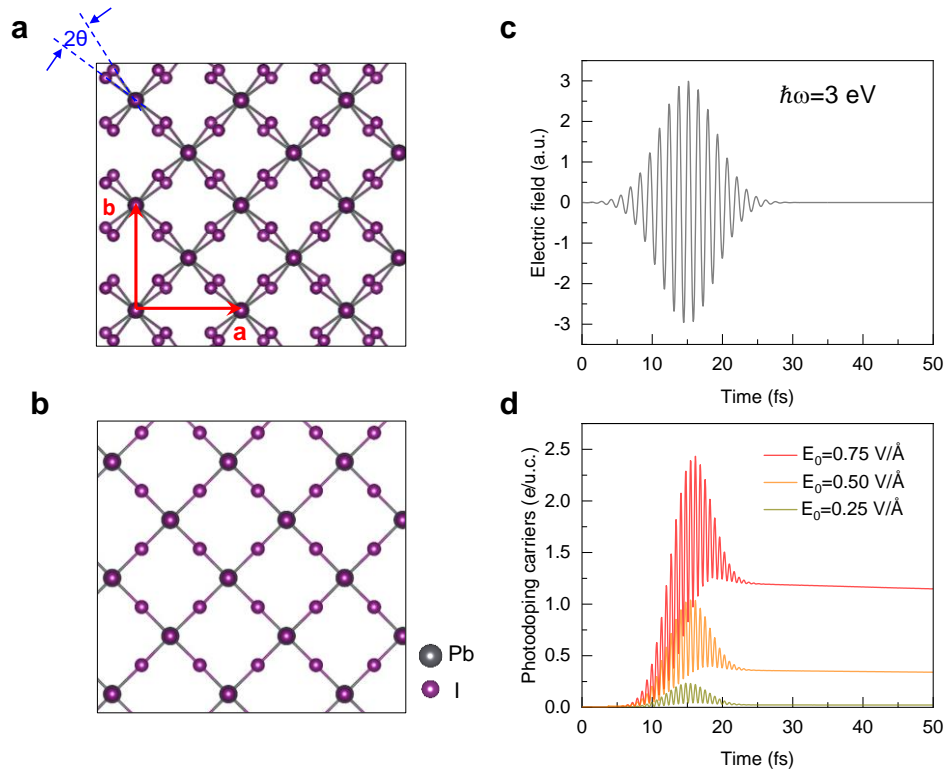 a
2θ
b
a
b
Pb
I
c
ℏω=3 eV
Electric field (a.u.)
3
2
1
0
-1
-2
-3
0 10 20 30 40 50
Time (fs)
d
E₀=0.75 V/Å
E₀=0.50 V/Å
E₀=0.25 V/Å
Photodoping carriers (e/u.c.)
2.5
2.0
1.5
1.0
0.5
0.0
0 10 20 30 40 50
Time (fs)